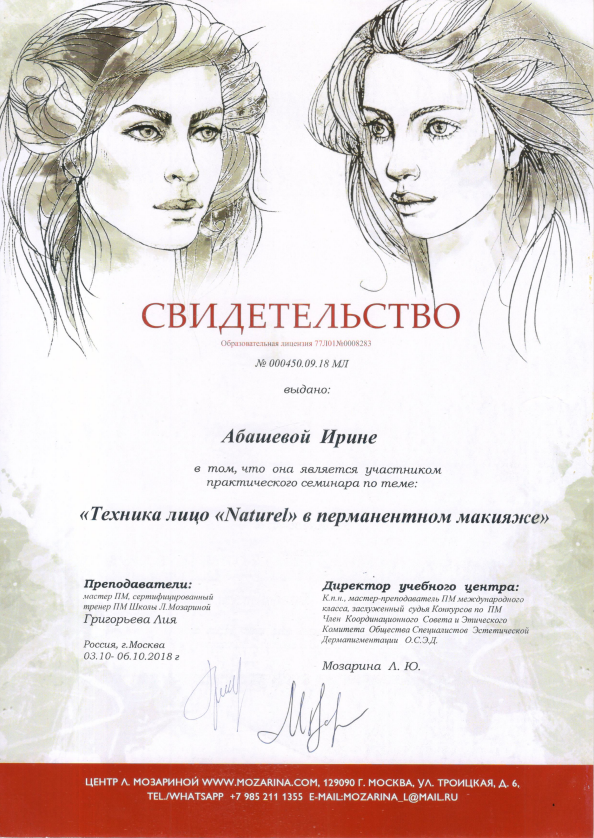 СВИДЕТЕЛЬСТВО
Образовательная лицензия 77Л01№0008283
№ 000450.09.18 МЛ
выдано:
Абашевой Ирине
в том, что она является участником
практического семинара по теме:
«Техника лицо «Naturel» в перманентном макияже»
Преподаватели:
мастер ПМ, сертифицированный
тренер ПМ Школы Л.Мозариной
Григорьева Лия
Россия, г.Москва
03.10- 06.10.2018 г
Директор учебного центра:
К.п.н., мастер-преподаватель ПМ международного
класса, заслуженный судья Конкурсов по ПМ
Член Координационного Совета и Этического
Комитета Общества Специалистов Эстетической
Дерматигментации О.С.Э.Д.
Мозарина Л. Ю.
ЦЕНТР Л. МОЗАРИНОЙ WWW.MOZARINA.COM, 129090 Г. МОСКВА, УЛ. ТРОИЦКАЯ, Д. 6,
TEL./WHATSAPP +7 985 211 1355 E-MAIL:MOZARINA_L@MAIL.RU